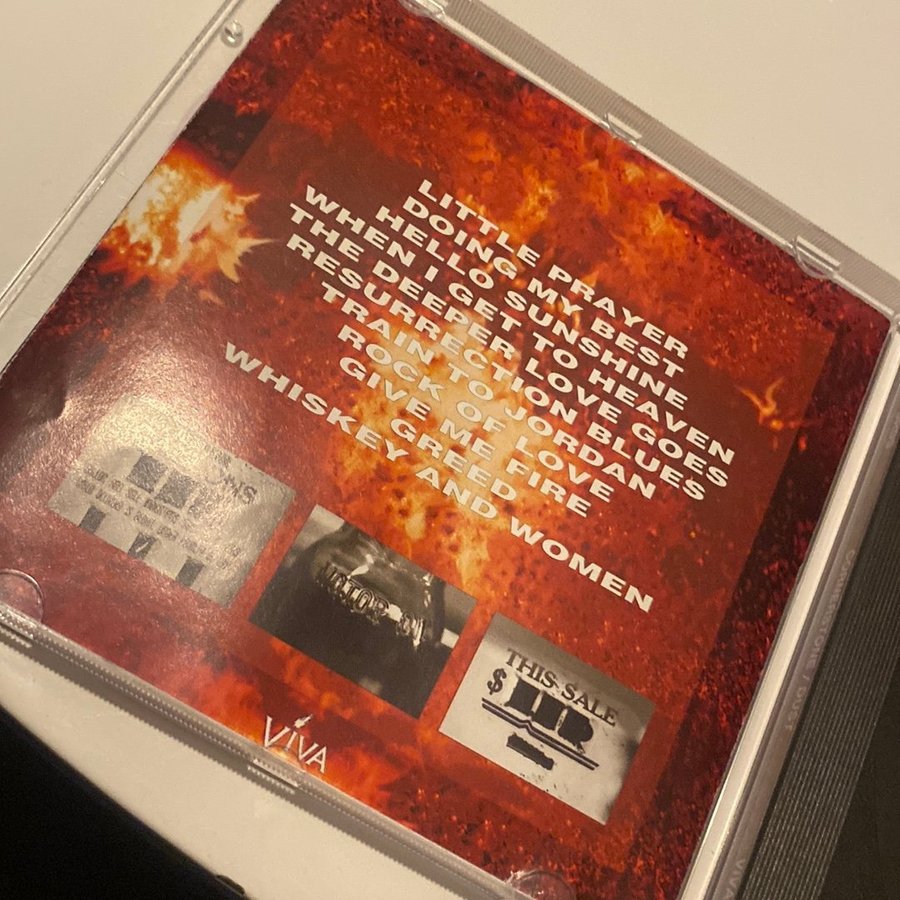 LITTLE PRAYER
DOING MY BEST
HELLO SUNSHINE
WHEN I GET TO HEAVEN
THE DEEPER LOVE GOES
RESURRECTION BLUES
TRAIN TO JORDAN
ROCK OF LOVE
GIVE ME FIRE
GREED
WHISKEY AND WOMEN
THIS SALE
$
VIVA